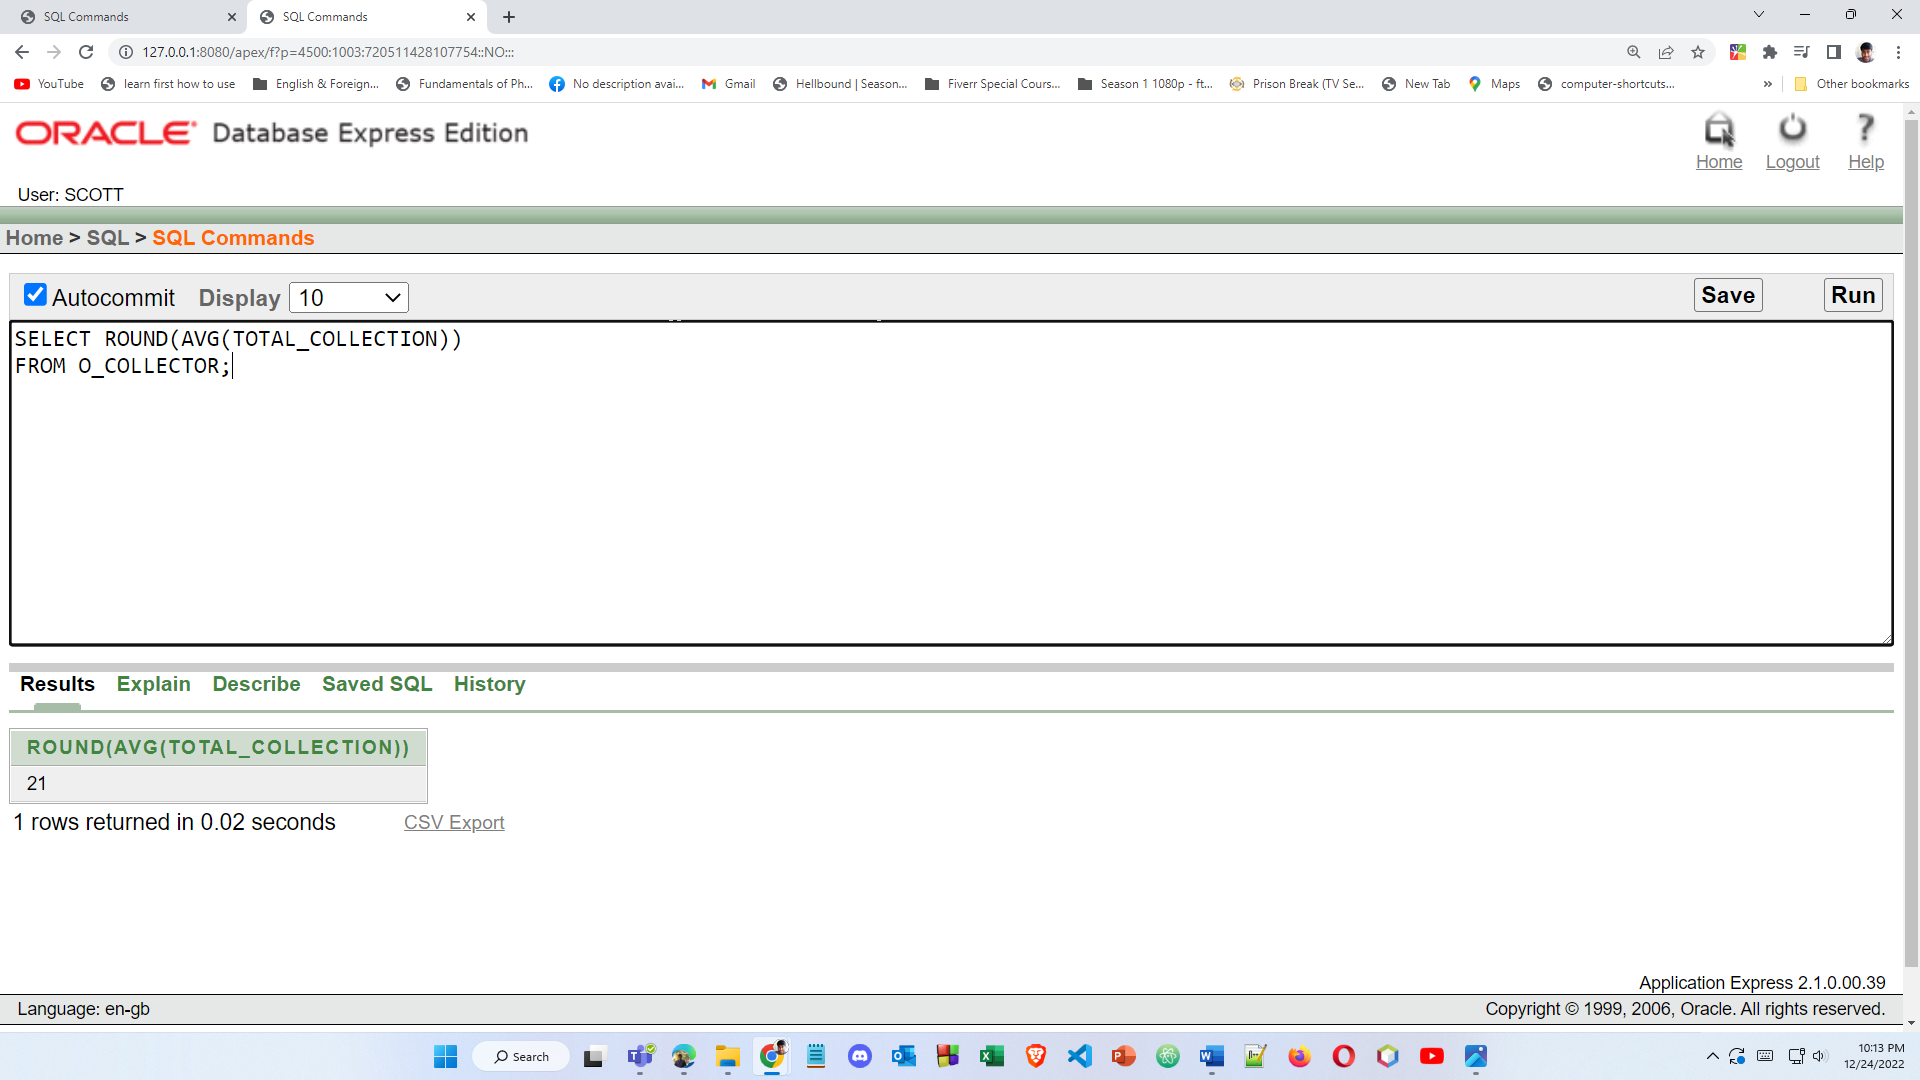 SQL Commands
SQL Commands
127.0.0.1:8080/apex/f?p=4500:1003:720511428107754::NO:::
YouTube
learn first how to use
English & Foreign...
Fundamentals of Ph...
No description avai...
Gmail
Hellbound | Season...
Fiverr Special Cours...
Season 1 1080p - ft...
Prison Break (TV Se...
New Tab
Maps
computer-shortcuts...
»
Other bookmarks
ORACLE Database Express Edition
Home
Logout
Help
User: SCOTT
Home > SQL > SQL Commands
Autocommit
Display
10
Save
Run
SELECT ROUND(AVG(TOTAL_COLLECTION))
FROM O_COLLECTOR;
Results
Explain
Describe
Saved SQL
History
ROUND(AVG(TOTAL_COLLECTION))
21
1 rows returned in 0.02 seconds
CSV Export
Application Express 2.1.0.00.39
Language: en-gb
Copyright © 1999, 2006, Oracle. All rights reserved.
Search
10:13 PM
12/24/2022